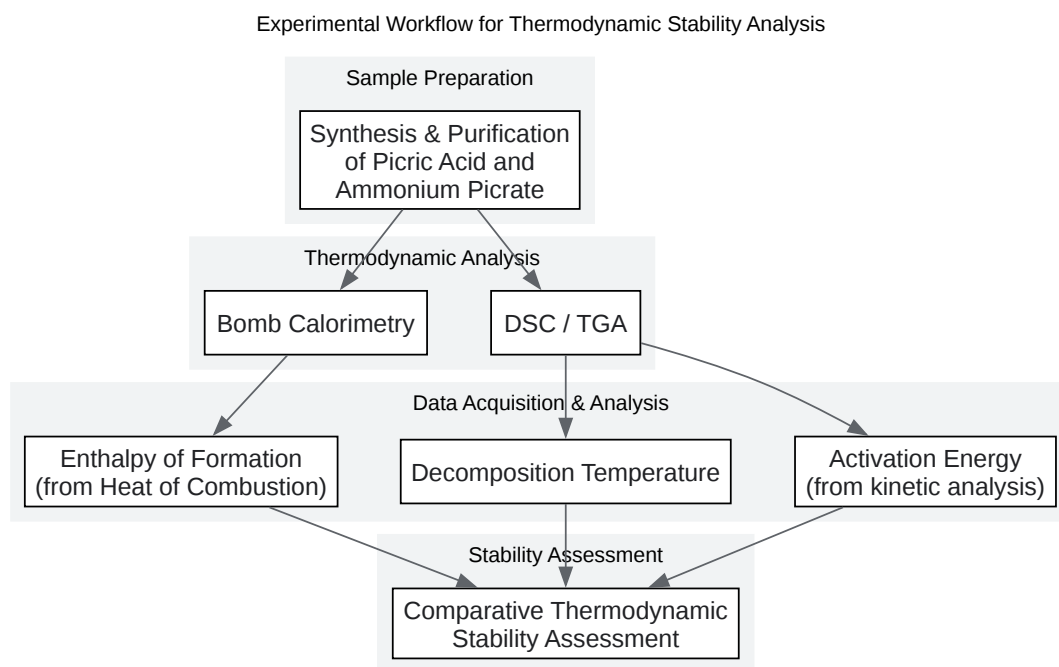 Experimental Workflow for Thermodynamic Stability Analysis
Sample Preparation
Synthesis & Purification
of Picric Acid and
Ammonium Picrate
Thermodynamic Analysis
Bomb Calorimetry
DSC / TGA
Data Acquisition & Analysis
Enthalpy of Formation
(from Heat of Combustion)
Decomposition Temperature
Activation Energy
(from kinetic analysis)
Stability Assessment
Comparative Thermodynamic
Stability Assessment